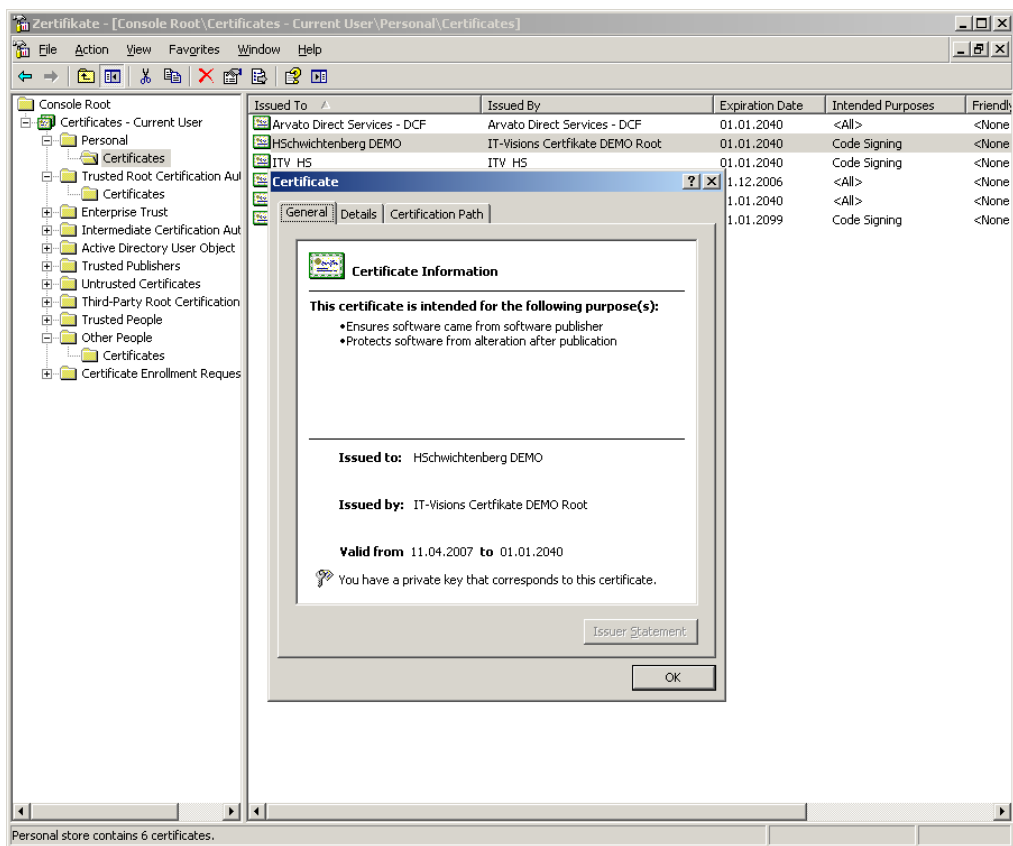 Zertifikate - [Console Root\Certificates - Current User\Personal\Certificates]
File Action View Favorites Window Help
Console Root
Certificates - Current User
Personal
Certificates
Trusted Root Certification Aut
Certificates
Enterprise Trust
Intermediate Certification Aut
Active Directory User Object
Trusted Publishers
Untrusted Certificates
Third-Party Root Certification
Trusted People
Other People
Certificates
Certificate Enrollment Reques
Issued To Issued By Expiration Date Intended Purposes Friendly
Arvato Direct Services - DCF Arvato Direct Services - DCF 01.01.2040 <All> <None
HSchwichtenberg DEMO IT-Visions Certfikate DEMO Root 01.01.2040 Code Signing <None
ITV HS ITV HS 01.01.2040 Code Signing <None
1.12.2006 <All> <None
1.01.2040 <All> <None
1.01.2099 Code Signing <None
Certificate
General Details Certification Path
Certificate Information
This certificate is intended for the following purpose(s):
•Ensures software came from software publisher
•Protects software from alteration after publication
Issued to: HSchwichtenberg DEMO
Issued by: IT-Visions Certfikate DEMO Root
Valid from 11.04.2007 to 01.01.2040
You have a private key that corresponds to this certificate.
Issuer Statement
OK
Personal store contains 6 certificates.